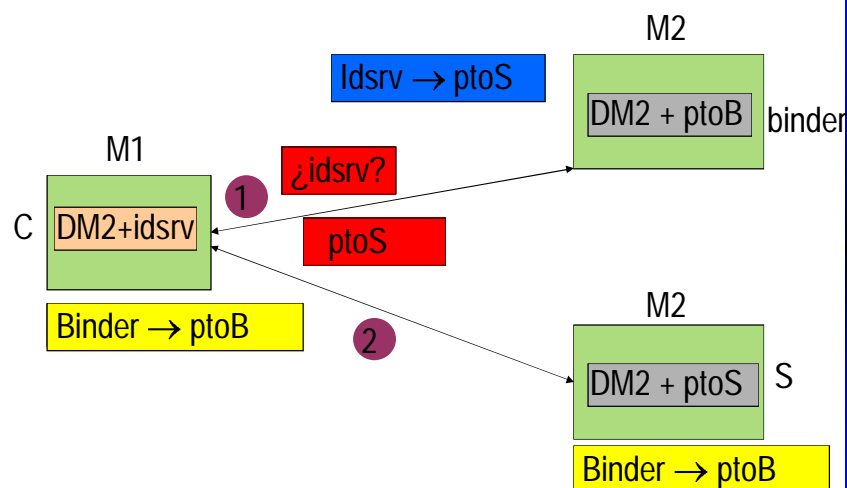 M2
Idsrv → ptoS
DM2 + ptoB
binder
M1
¿idsrv?
1
C
DM2+idsrv
ptoS
Binder → ptoB
2
M2
DM2 + ptoS
S
Binder → ptoB